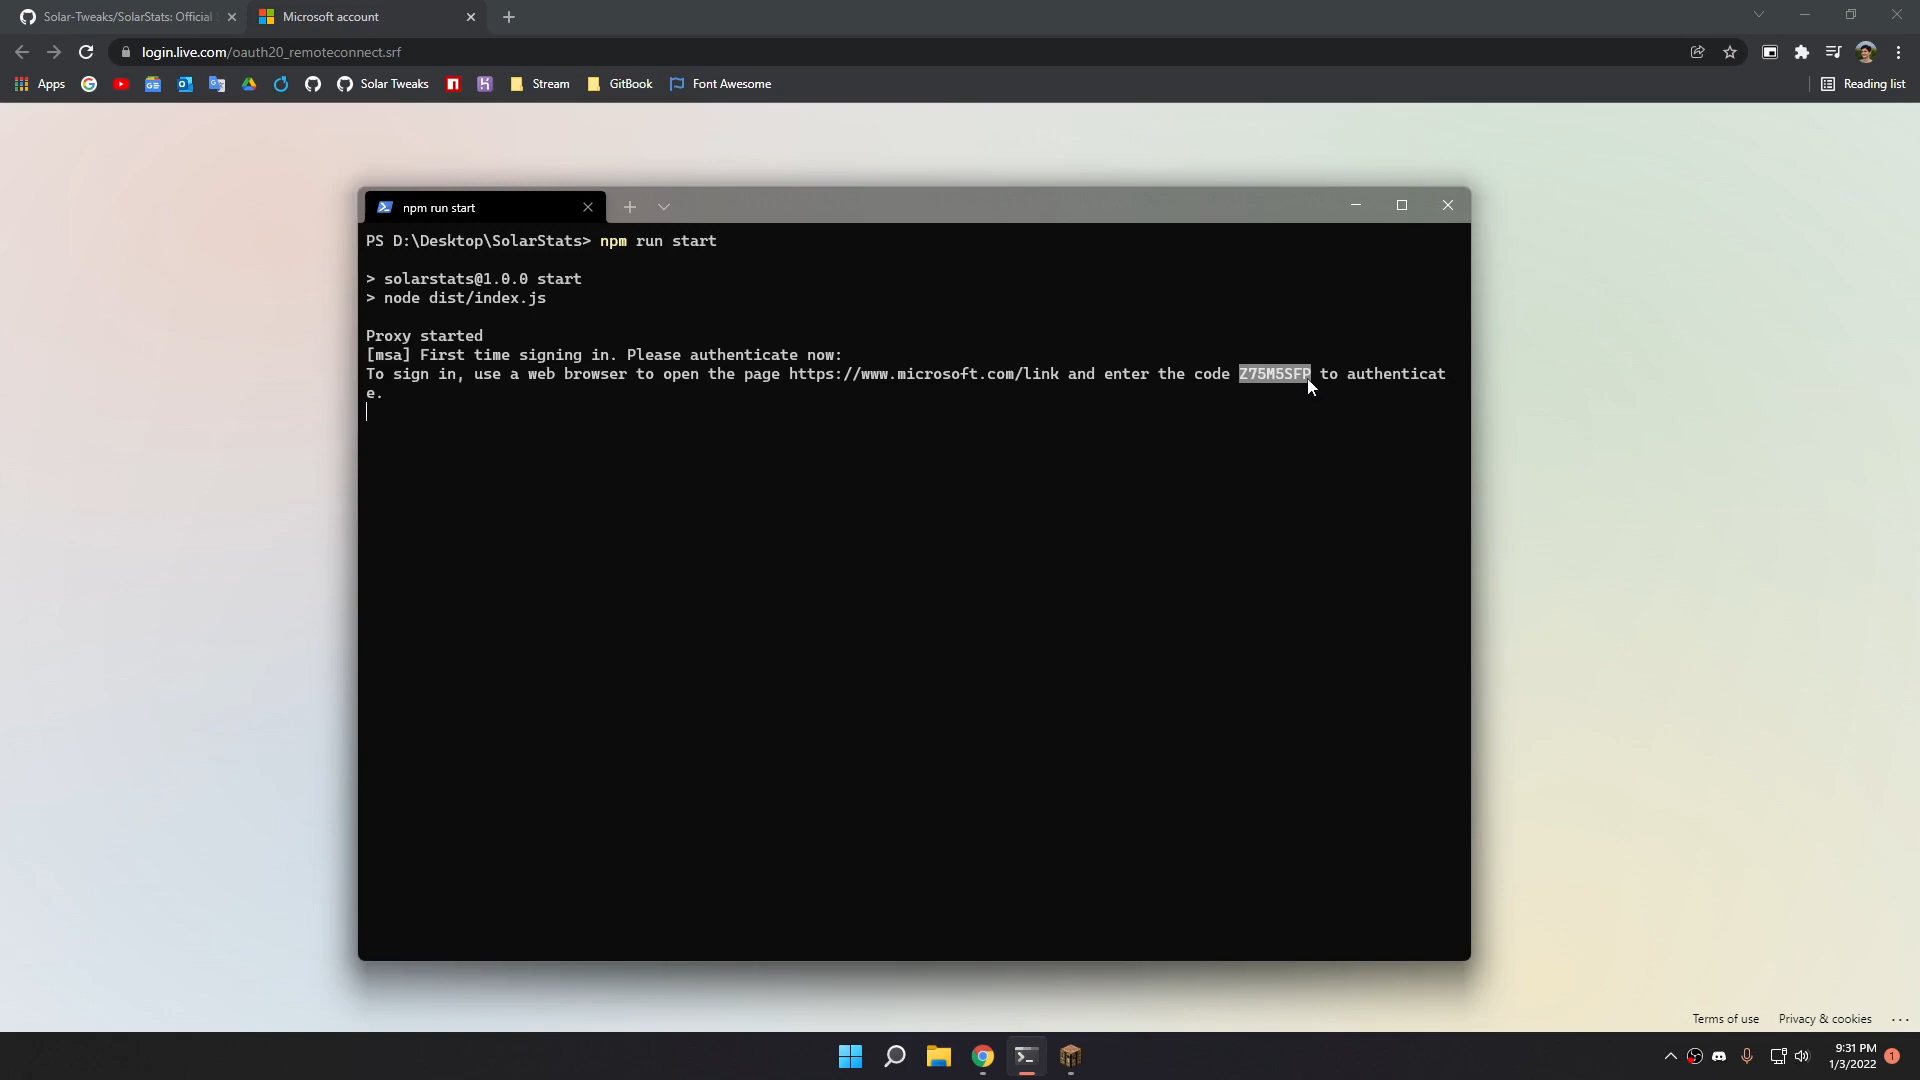 Solar-Tweaks/SolarStats: Official
Microsoft account
login.live.com/oauth20_remoteconnect.srf
Apps
Solar Tweaks
Stream
GitBook
Font Awesome
Reading list
npm run start
PS D:\Desktop\SolarStats> npm run start
> solarstats@1.0.0 start
> node dist/index.js
Proxy started
[msa] First time signing in. Please authenticate now:
To sign in, use a web browser to open the page https://www.microsoft.com/link and enter the code Z75M5SFP to authenticat
e.
Terms of use Privacy & cookies ...
9:31 PM
1/3/2022
1